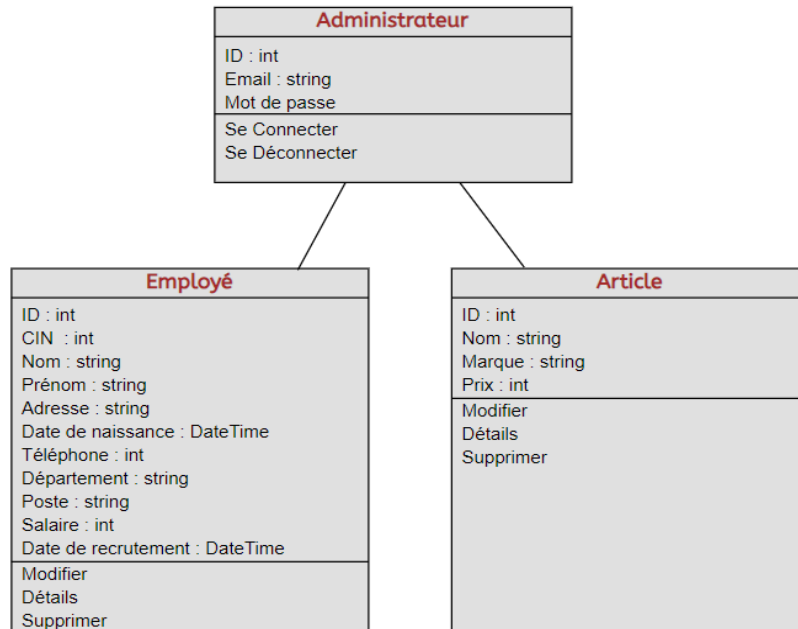 Administrateur
ID : int
Email : string
Mot de passe
Se Connecter
Se Déconnecter
Employé
ID : int
CIN : int
Nom : string
Prénom : string
Adresse : string
Date de naissance : DateTime
Téléphone : int
Département : string
Poste : string
Salaire : int
Date de recrutement : DateTime
Modifier
Détails
Supprimer
Article
ID : int
Nom : string
Marque : string
Prix : int
Modifier
Détails
Supprimer